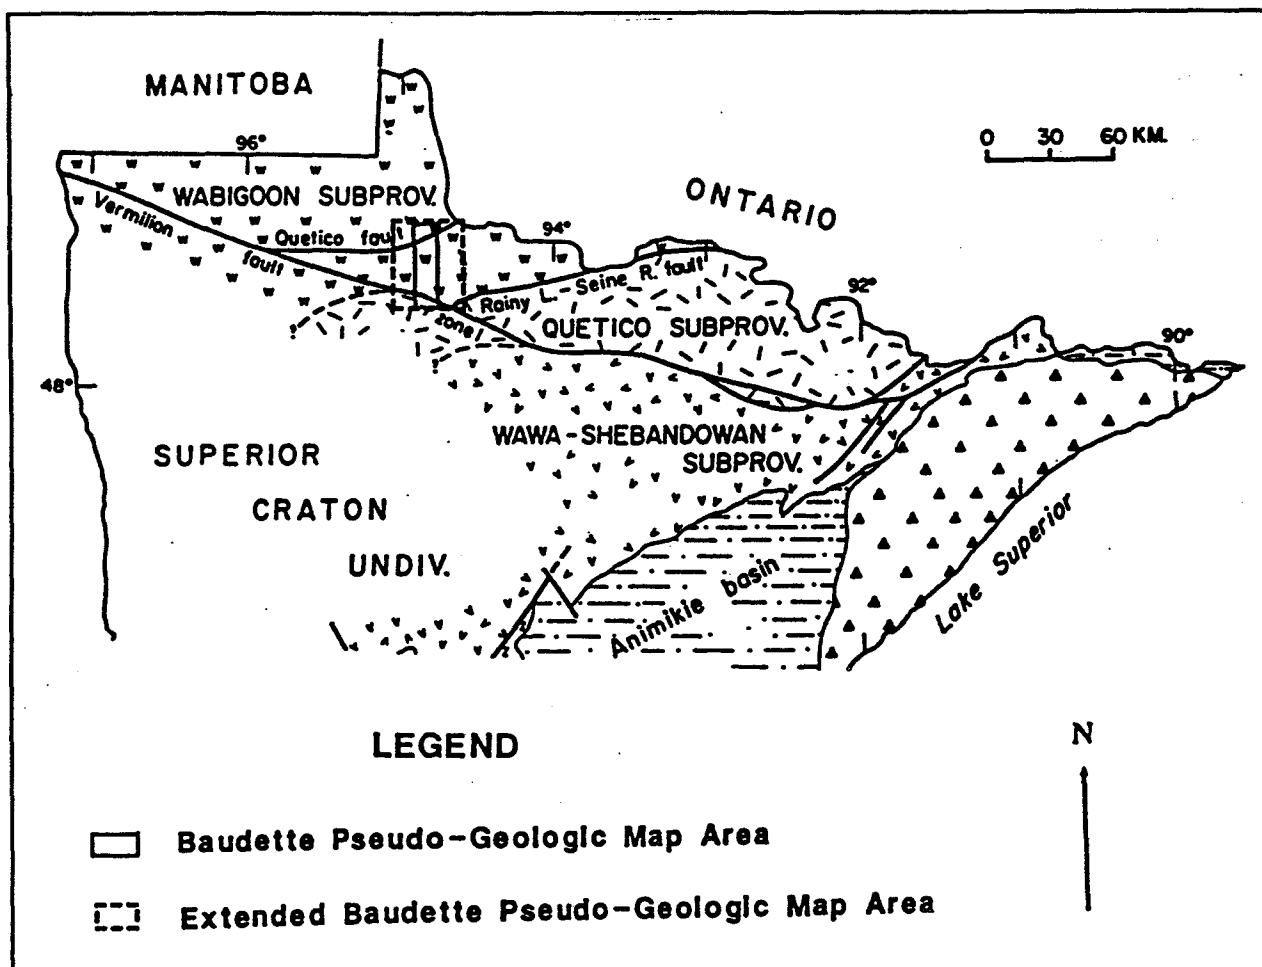 MANITOBA
96°
0 30 60 KM.
WABIGOON SUBPROV.
ONTARIO
Vermilion fault zone
Quetico fault
94°
Rainy L. - Seine R. fault
92°
QUETICO SUBPROV.
90°
48°
WAWA-SHEBANDOWAN
SUBPROV.
SUPERIOR
CRATON
UNDIV.
Animikie basin
Lake Superior
LEGEND
N
Baudette Pseudo-Geologic Map Area
Extended Baudette Pseudo-Geologic Map Area